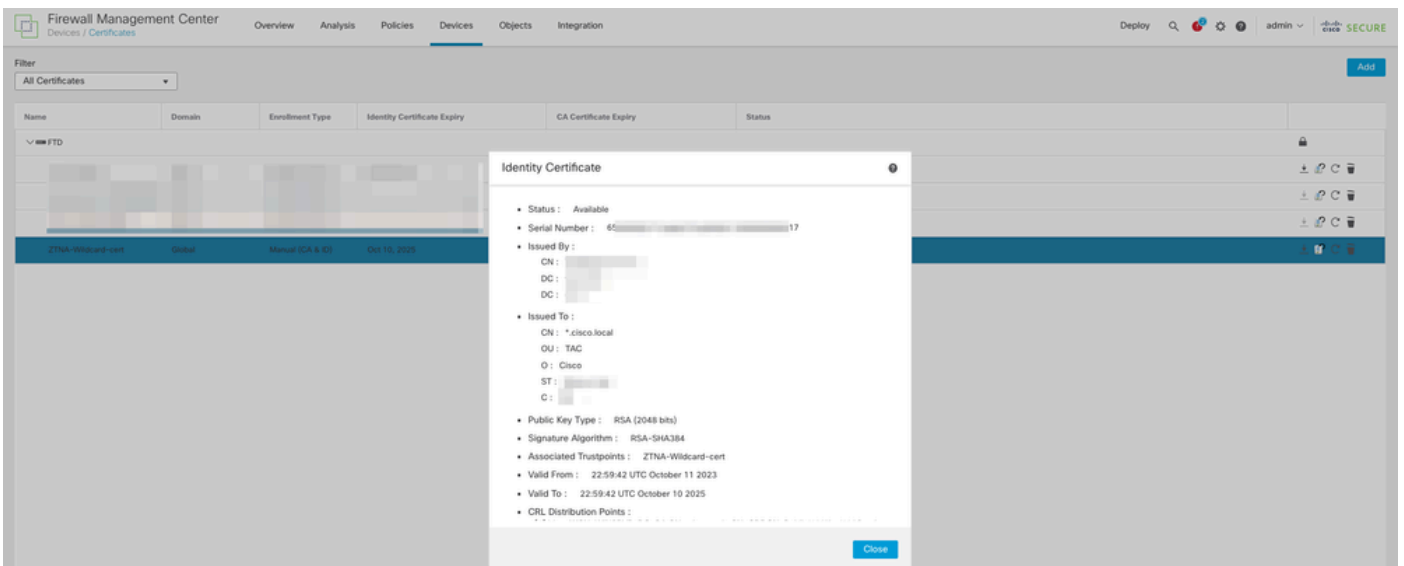 Firewall Management Center
Devices / Certificates
Overview Analysis Policies Devices Objects Integration
Deploy admin cisco SECURE
Filter
All Certificates
Add
Name Domain Enrollment Type Identity Certificate Expiry CA Certificate Expiry Status
FTD
ZTNA-Wildcard-cert Global Manual (CA & ID) Oct 10, 2025
Identity Certificate
Status : Available
Serial Number : 65 17
Issued By :
CN :
DC :
DC :
Issued To :
CN : *.cisco.local
OU : TAC
O : Cisco
ST :
C :
Public Key Type : RSA (2048 bits)
Signature Algorithm : RSA-SHA384
Associated Trustpoints : ZTNA-Wildcard-cert
Valid From : 22:59:42 UTC October 11 2023
Valid To : 22:59:42 UTC October 10 2025
CRL Distribution Points :
Close